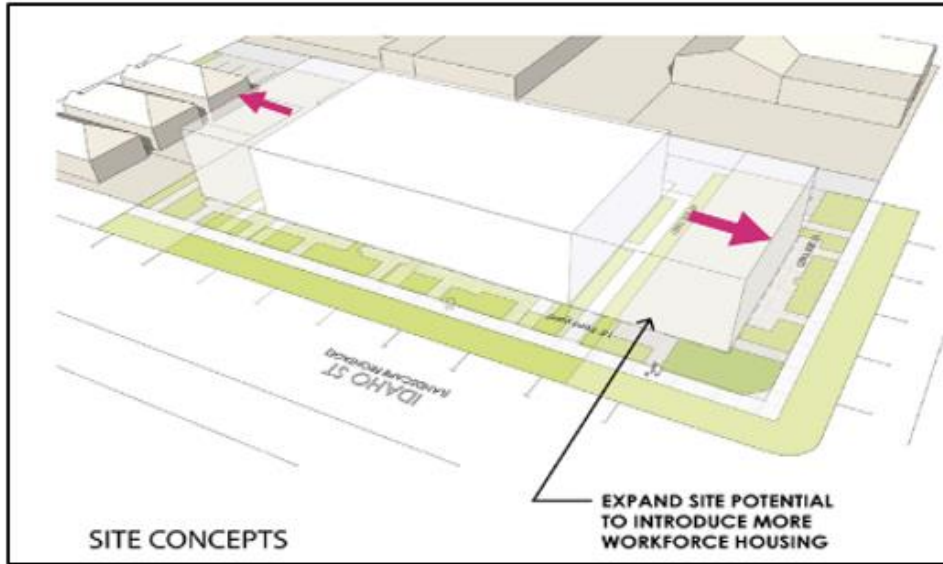 IDAHO ST
EXPAND SITE POTENTIAL
TO INTRODUCE MORE
WORKFORCE HOUSING
SITE CONCEPTS